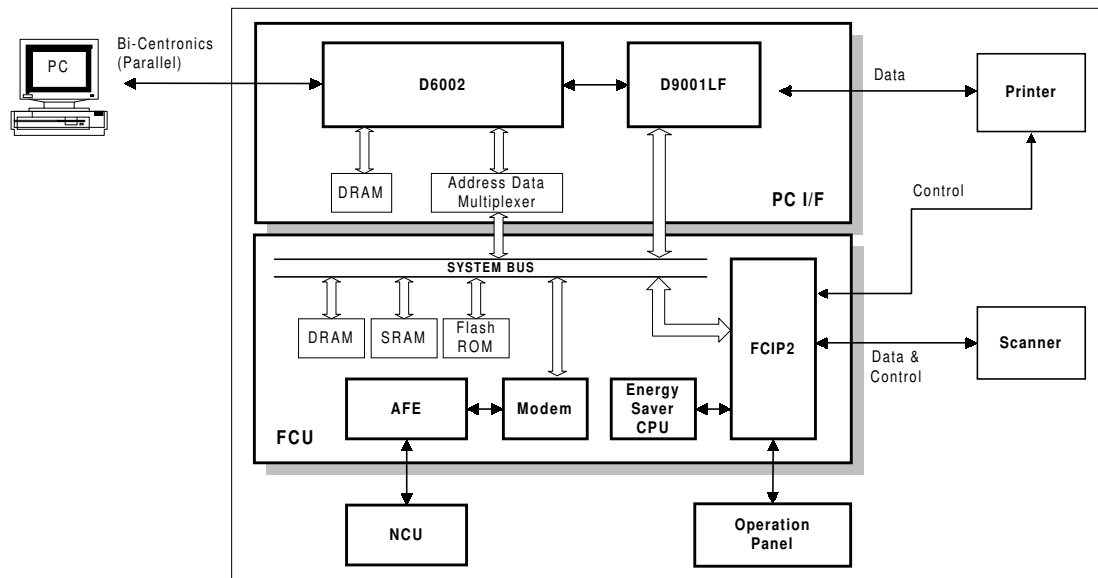 PC
Bi-Centronics
(Parallel)
D6002
D9001LF
Data
Printer
DRAM
Address Data
Multiplexer
PC I/F
Control
SYSTEM BUS
DRAM
SRAM
Flash
ROM
FCIP2
Data &
Control
Scanner
AFE
Modem
Energy
Saver
CPU
FCU
NCU
Operation
Panel